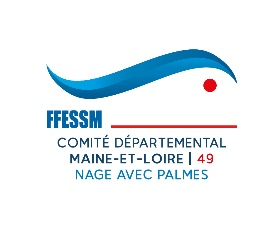 FFESSM
COMITÉ DÉPARTEMENTAL
MAINE-ET-LOIRE | 49
NAGE AVEC PALMES